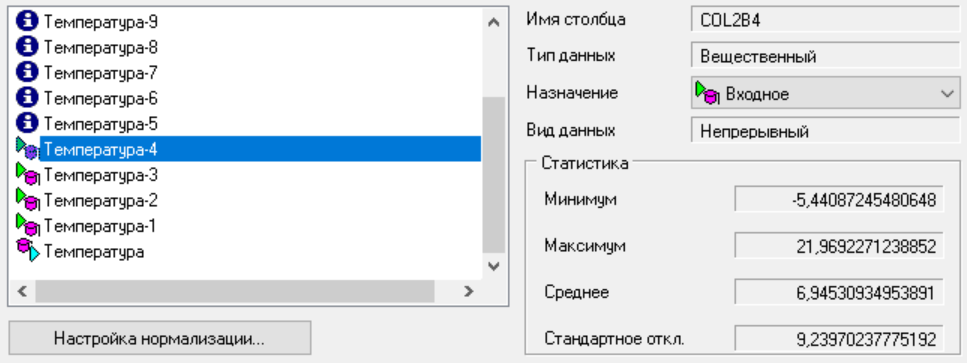 Температура-9
Температура-8
Температура-7
Температура-6
Температура-5
Температура-4
Температура-3
Температура-2
Температура-1
Температура
Настройка нормализации...
Имя столбца COL2B4
Тип данных Вещественный
Назначение Входное
Вид данных Непрерывный
Статистика
Минимум -5,44087245480648
Максимум 21,9692271238852
Среднее 6,94530934953891
Стандартное откл. 9,23970237775192